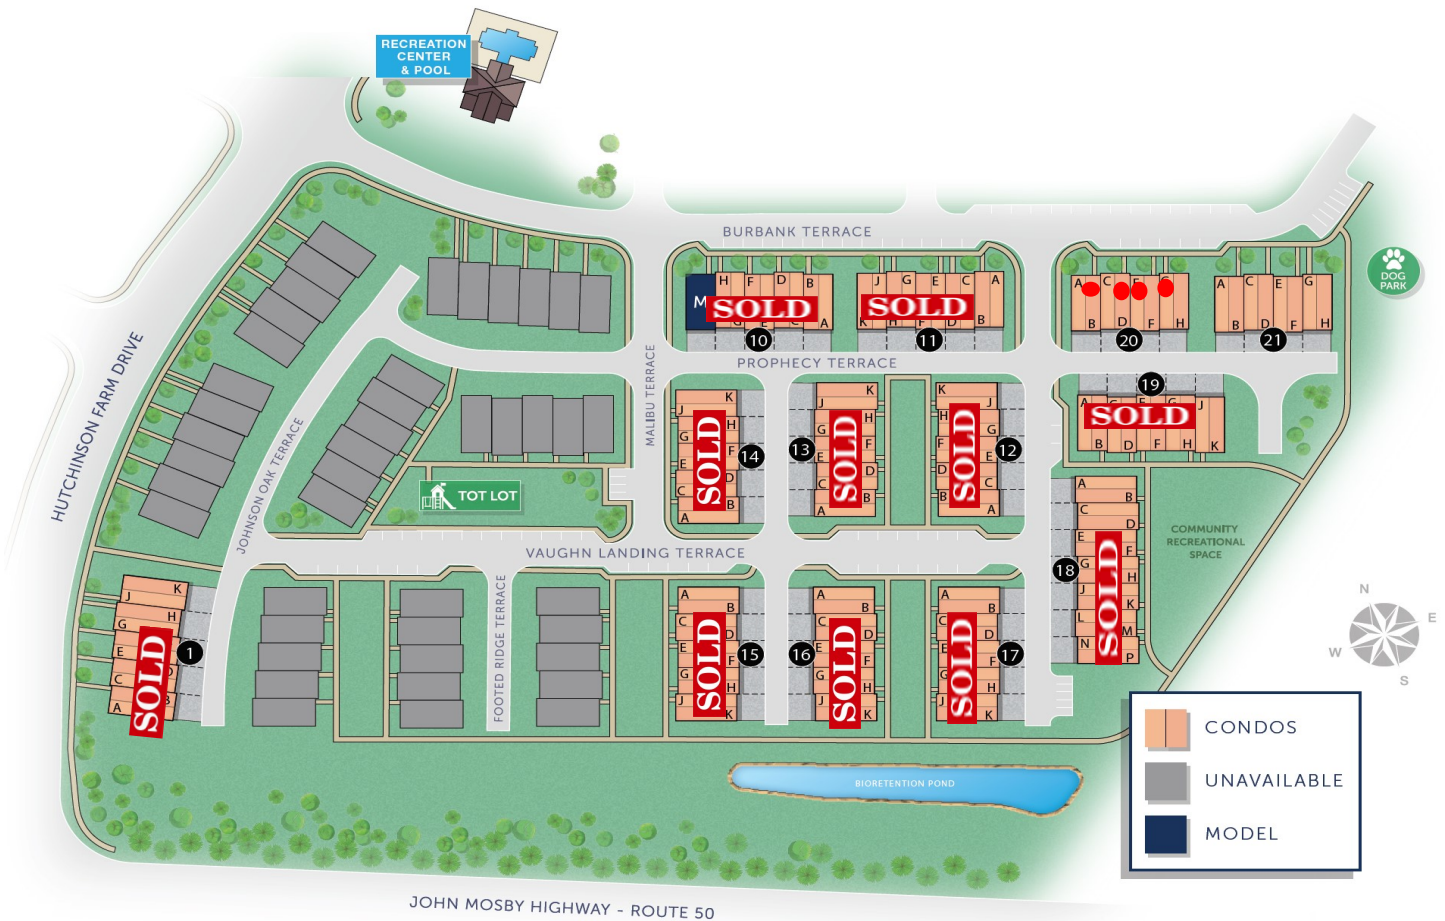 RECREATION
CENTER
& POOL
BURBANK TERRACE
DOG
PARK
H F D B
J G E C A
A C E G
A C E G
M
SOLD
SOLD
G E C A
K H F D B
B D F H
B D F H
10
11
20
21
PROPHECY TERRACE
MALIBU TERRACE
HUTCHINSON FARM DRIVE
JOHNSON OAK TERRACE
19
A G J
SOLD
B D F H K
K
J
H
G
F
E
D
C
B
A
SOLD
14
13
K
J
H
G
F
E
D
C
B
A
SOLD
K
J
H
G
F
E
D
C
B
A
SOLD
12
TOT LOT
VAUGHN LANDING TERRACE
FOOTED RIDGE TERRACE
A
B
C
D
E
F
G
H
J
K
L
M
N
P
SOLD
18
COMMUNITY
RECREATIONAL
SPACE
K
J
H
G
E
D
C
B
A
SOLD
1
A
B
C
D
E
F
G
H
J
K
SOLD
15
16
A
B
C
D
E
F
G
H
J
K
SOLD
A
B
C
D
E
F
G
H
J
K
SOLD
17
N
E
W
S
BIORETENTION POND
CONDOS
UNAVAILABLE
MODEL
JOHN MOSBY HIGHWAY - ROUTE 50